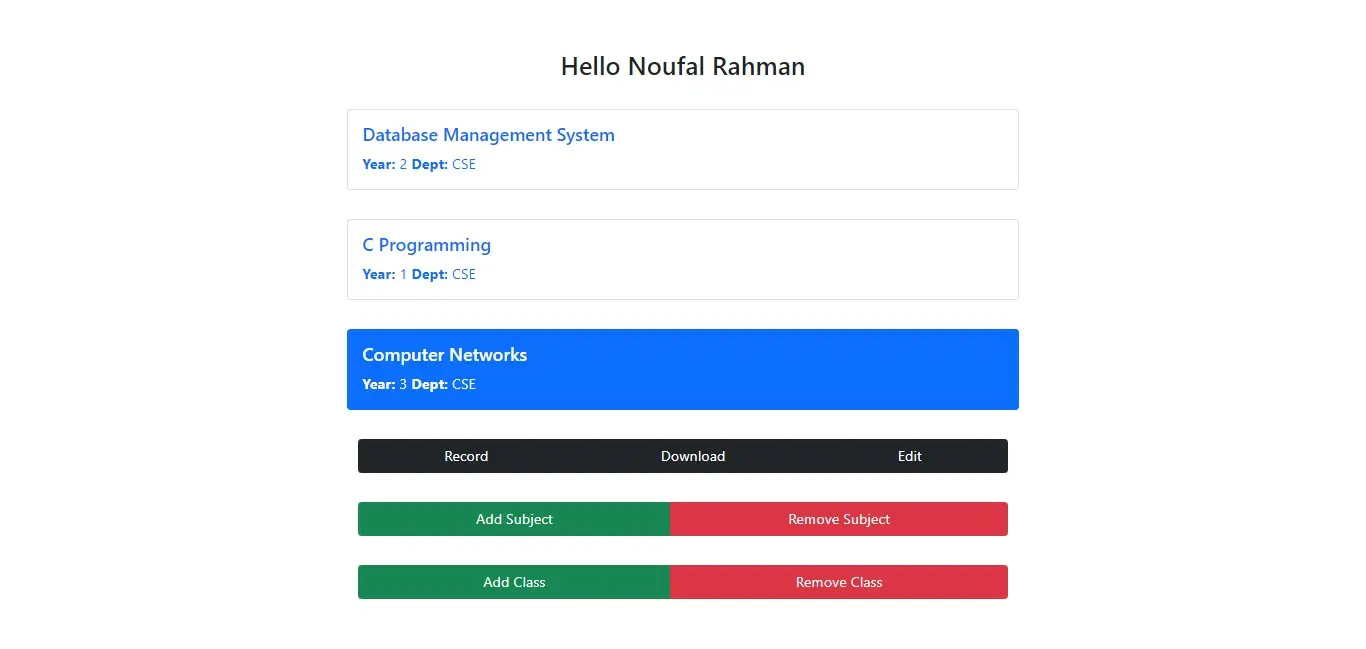 Hello Noufal Rahman
Database Management System
Year: 2 Dept: CSE
C Programming
Year: 1 Dept: CSE
Computer Networks
Year: 3 Dept: CSE
Record Download Edit
Add Subject Remove Subject
Add Class Remove Class